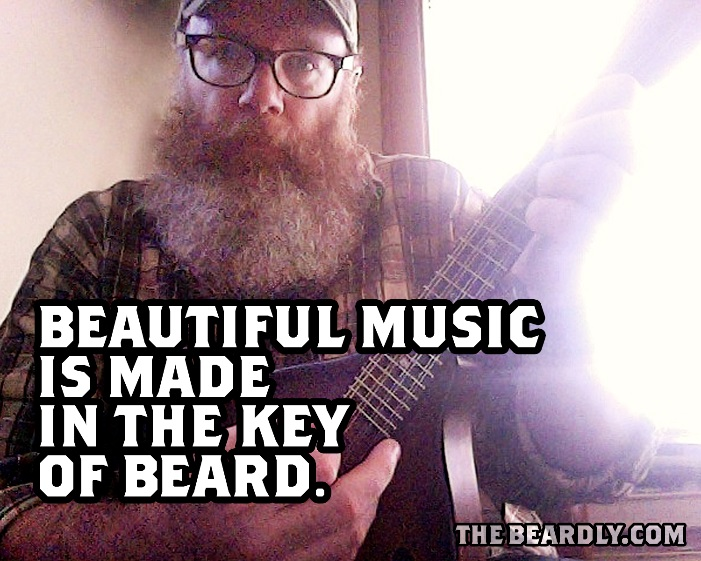 BEAUTIFUL MUSIC
IS MADE
IN THE KEY
OF BEARD.
THEBEARDLY.COM